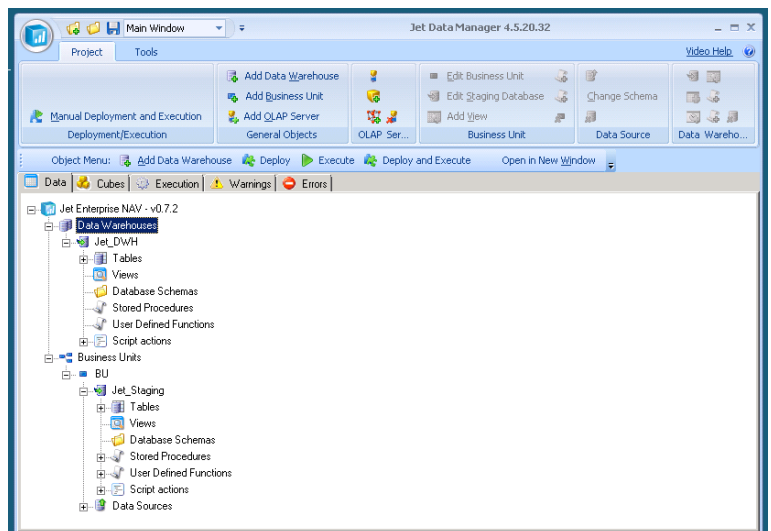 Main Window
Jet Data Manager 4.5.20.32
Project
Tools
Video Help
Add Data Warehouse
Edit Business Unit
Add Business Unit
Edit Staging Database
Change Schema
Manual Deployment and Execution
Add OLAP Server
Add View
Deployment/Execution
General Objects
OLAP Ser...
Business Unit
Data Source
Data Wareho...
Object Menu:
Add Data Warehouse
Deploy
Execute
Deploy and Execute
Open in New Window
Data
Cubes
Execution
Warnings
Errors
Jet Enterprise NAV - v0.7.2
Data Warehouses
Jet_DWH
Tables
Views
Database Schemas
Stored Procedures
User Defined Functions
Script actions
Business Units
BU
Jet_Staging
Tables
Views
Database Schemas
Stored Procedures
User Defined Functions
Script actions
Data Sources